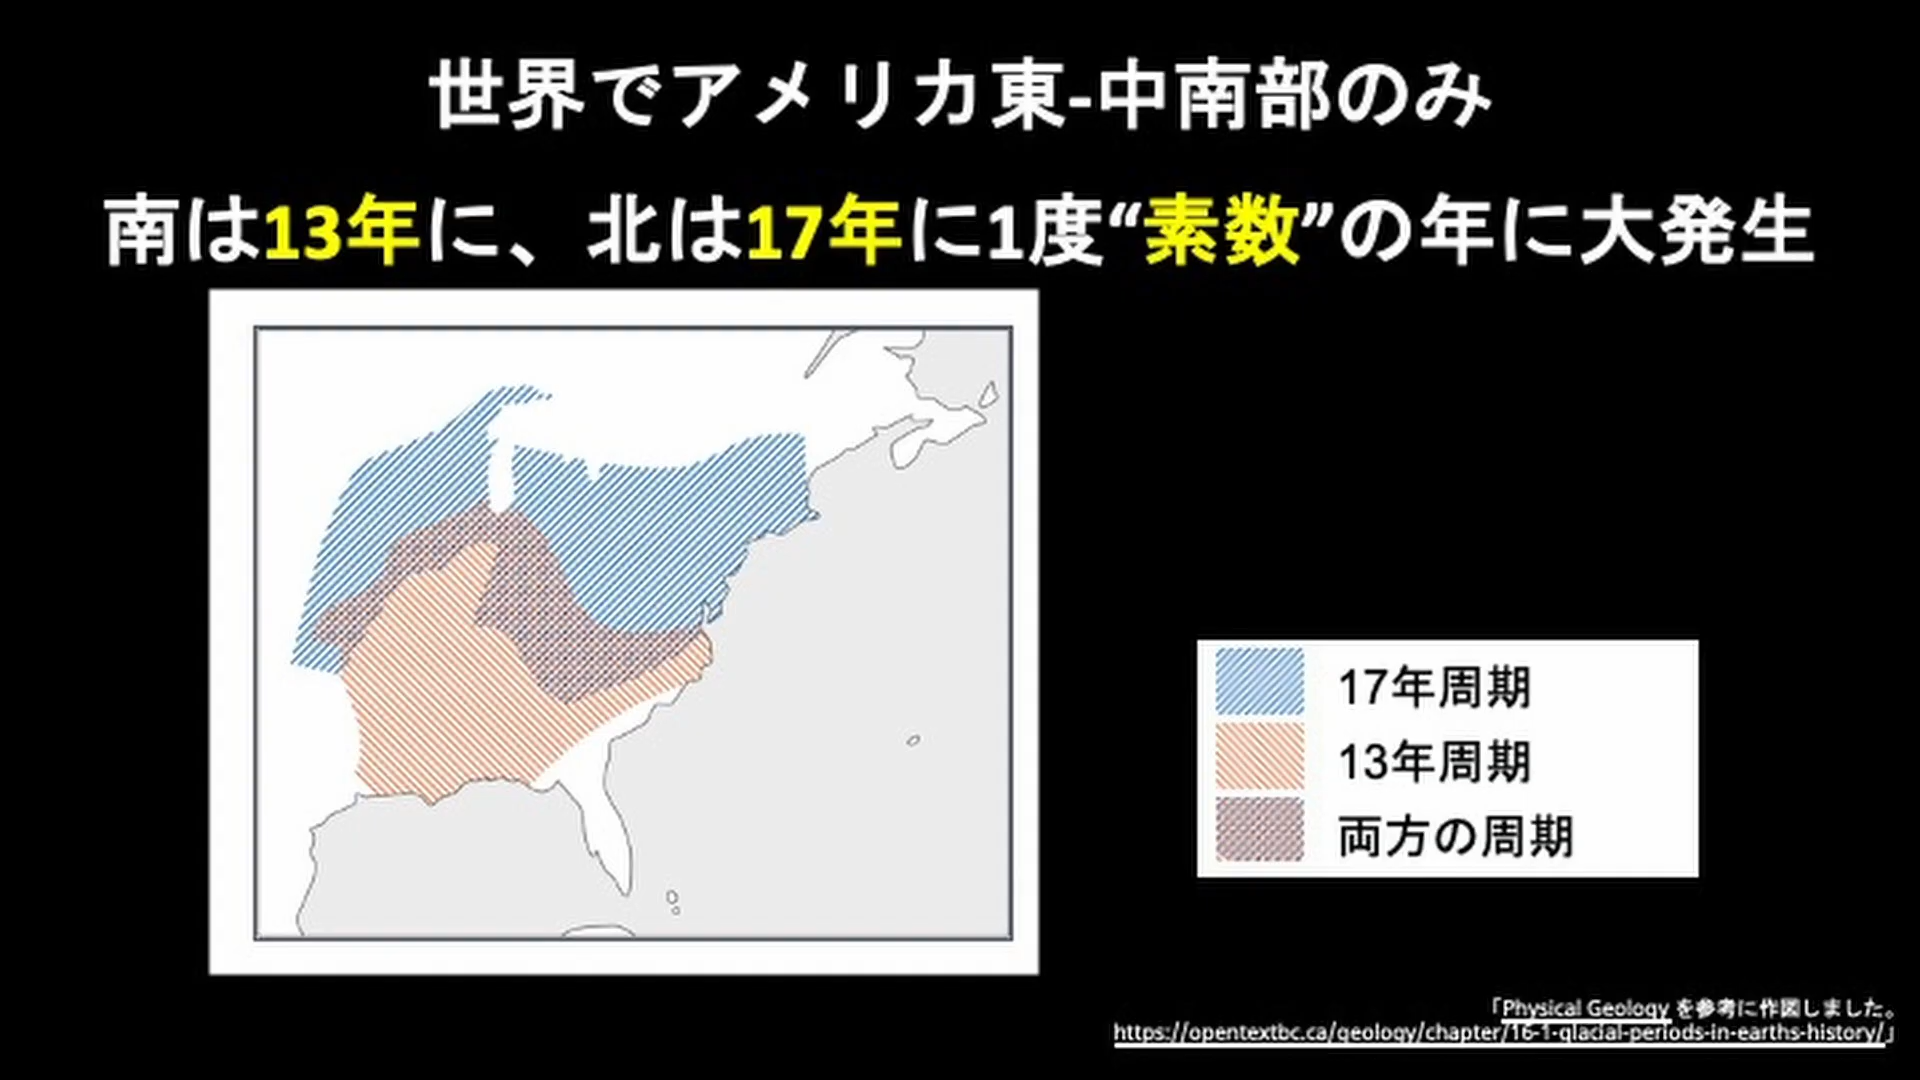 世界でアメリカ東-中南部のみ
南は13年に、北は17年に1度“素数”の年に大発生
17年周期
13年周期
両方の周期
「Physical Geology を参考に作図しました。
https://opentextbc.ca/geology/chapter/16-1-glacial-periods-in-earths-history/」